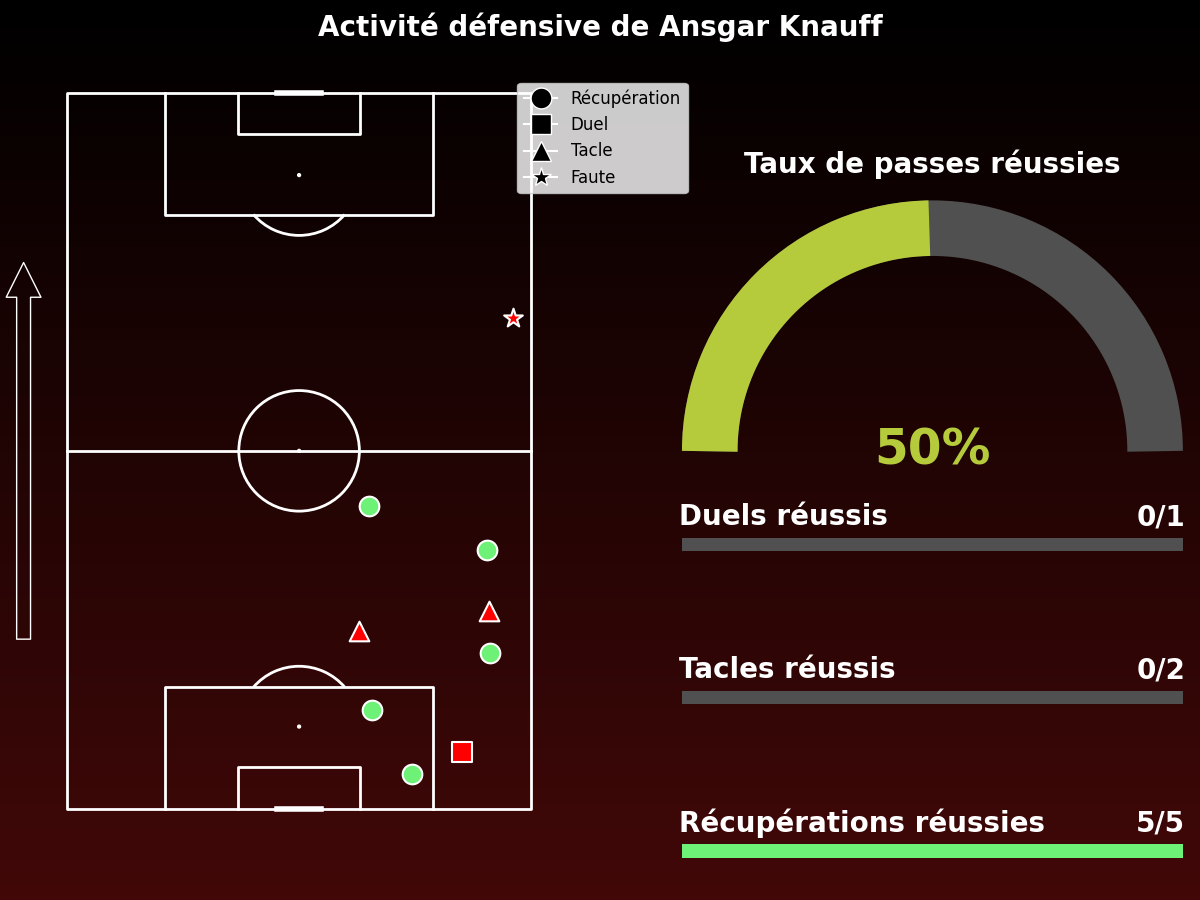 Activité défensive de Ansgar Knauff
Récupération
Duel
Tacle
Faute
Taux de passes réussies
50%
Duels réussis 0/1
Tacles réussis 0/2
Récupérations réussies 5/5